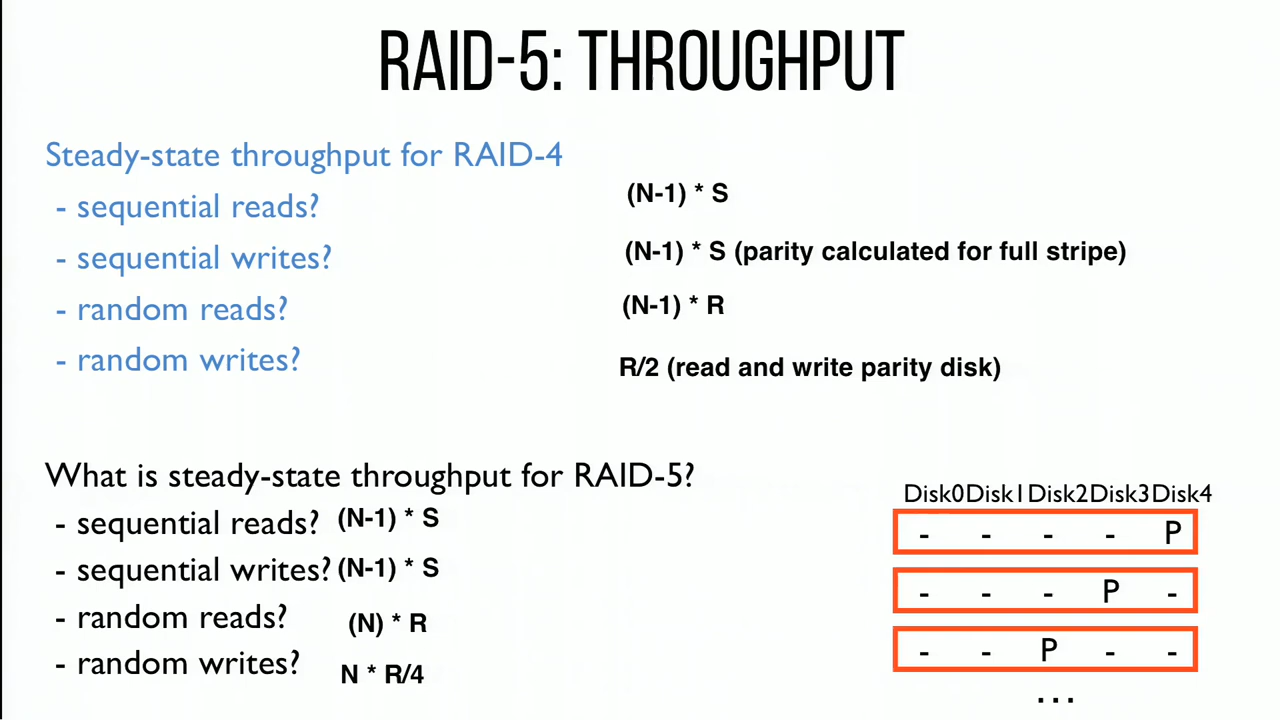 RAID-5: THROUGHPUT
Steady-state throughput for RAID-4
- sequential reads? (N-1) * S
- sequential writes? (N-1) * S (parity calculated for full stripe)
- random reads? (N-1) * R
- random writes? R/2 (read and write parity disk)
What is steady-state throughput for RAID-5?
- sequential reads? (N-1) * S
- sequential writes? (N-1) * S
- random reads? (N) * R
- random writes? N * R/4
Disk0Disk1Disk2Disk3Disk4
- - - - P
- - - P -
- - P - -
...